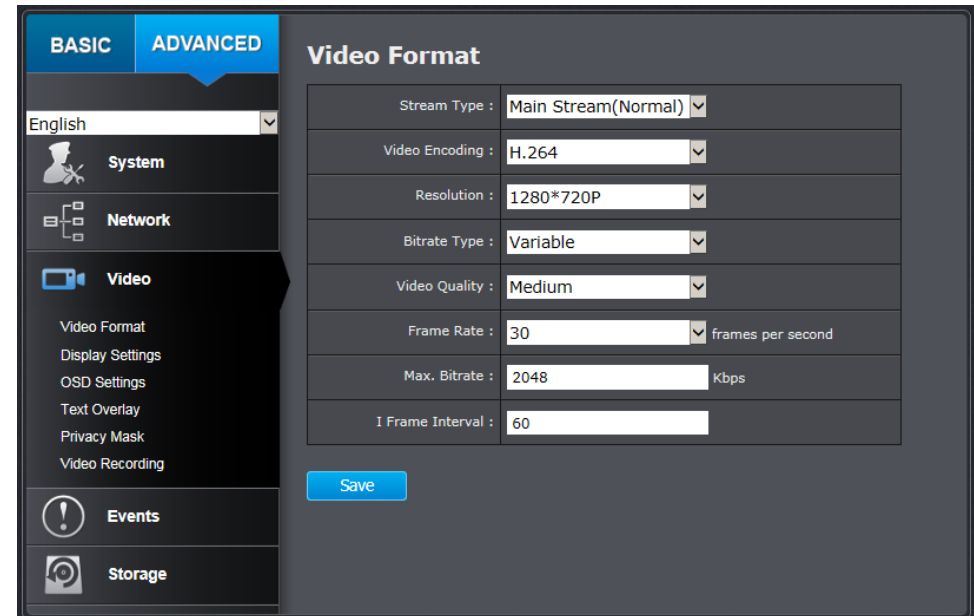 BASIC ADVANCED
English
System
Network
Video
Video Format
Display Settings
OSD Settings
Text Overlay
Privacy Mask
Video Recording
Events
Storage
Video Format
Stream Type : Main Stream(Normal)
Video Encoding : H.264
Resolution : 1280*720P
Bitrate Type : Variable
Video Quality : Medium
Frame Rate : 30 frames per second
Max. Bitrate : 2048 Kbps
I Frame Interval : 60
Save